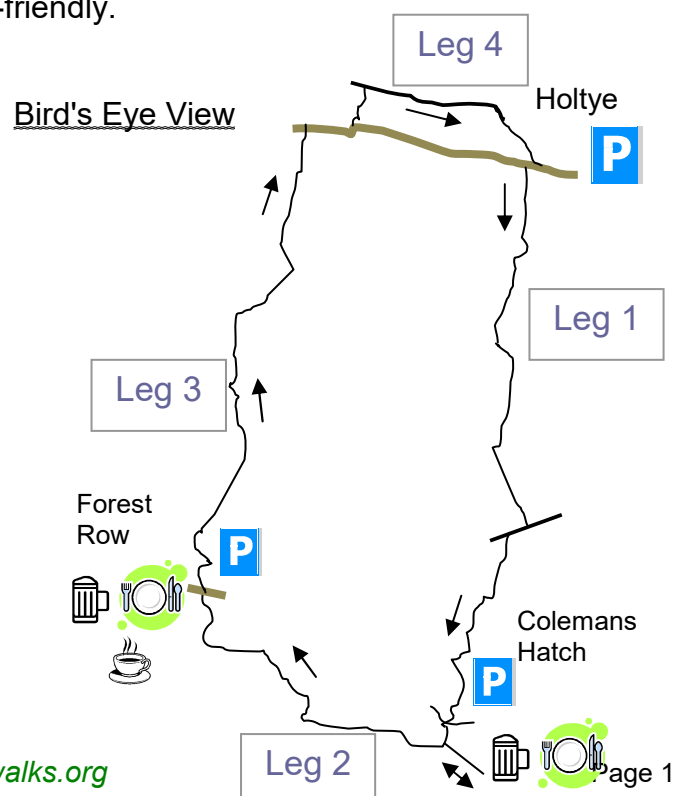 -friendly.
Leg 4
Bird's Eye View
Holtye
P
Leg 1
Leg 3
Forest
Row
P
Colemans
Hatch
P
Leg 2
walks.org
Page 1